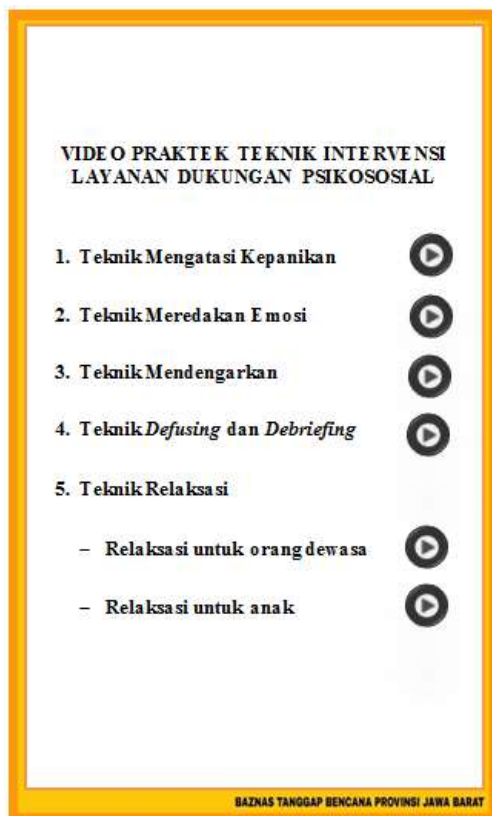 VIDEO PRAKTEK TEKNIK INTERVENSI
LAYANAN DUKUNGAN PSIKOSOSIAL
1. Teknik Mengatasi Kepanikan
2. Teknik Meredakan Emosi
3. Teknik Mendengarkan
4. Teknik Defusing dan Debriefing
5. Teknik Relaksasi
– Relaksasi untuk orang dewasa
– Relaksasi untuk anak
BAZNAS TANGGAP BENCANA PROVINSI JAWA BARAT